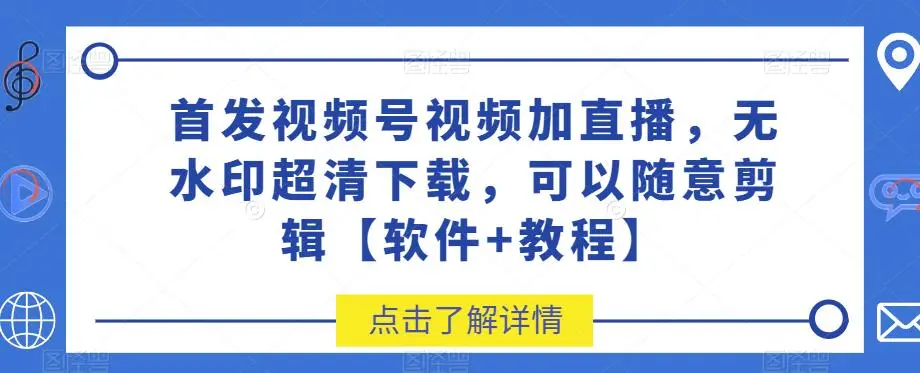 首发视频号视频加直播，无
水印超清下载，可以随意剪
辑【软件+教程】
点击了解详情